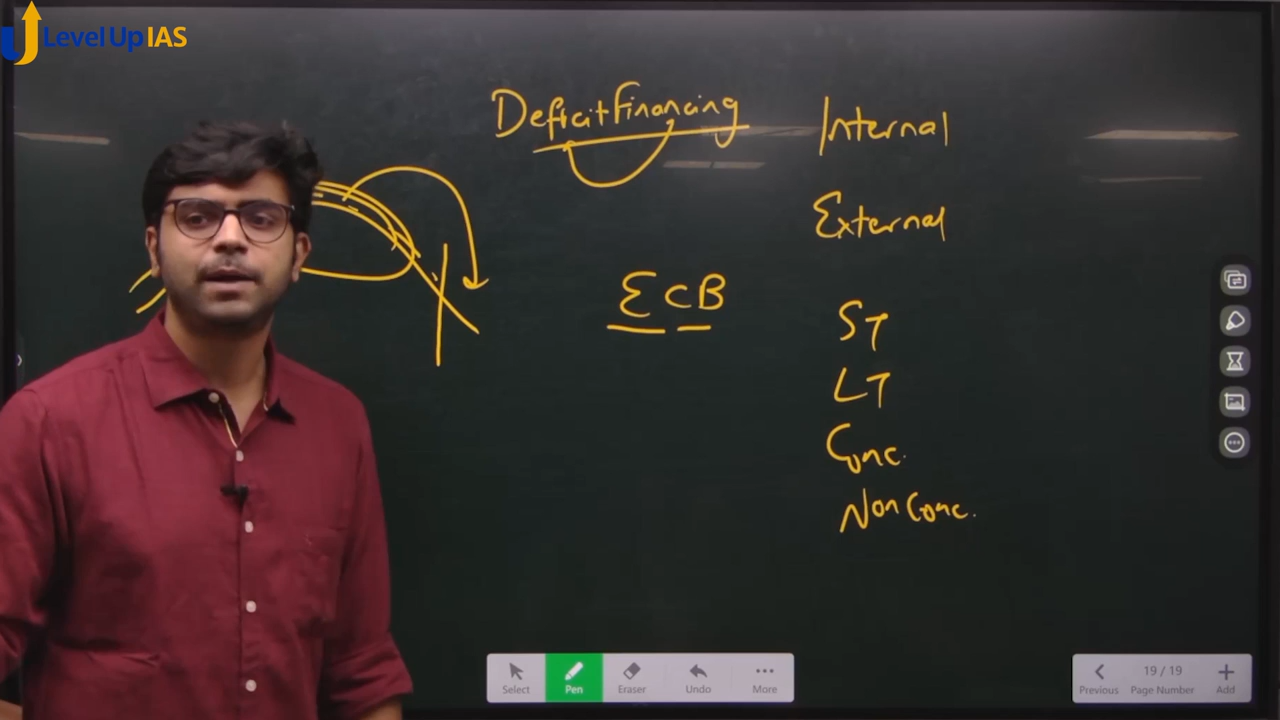 Level Up IAS
Deficit Financing
Internal
External
ECB
ST
LT
Conc.
Non Conc.
Select
Pen
Eraser
Undo
More
Previous
19 / 19
Page Number
Add